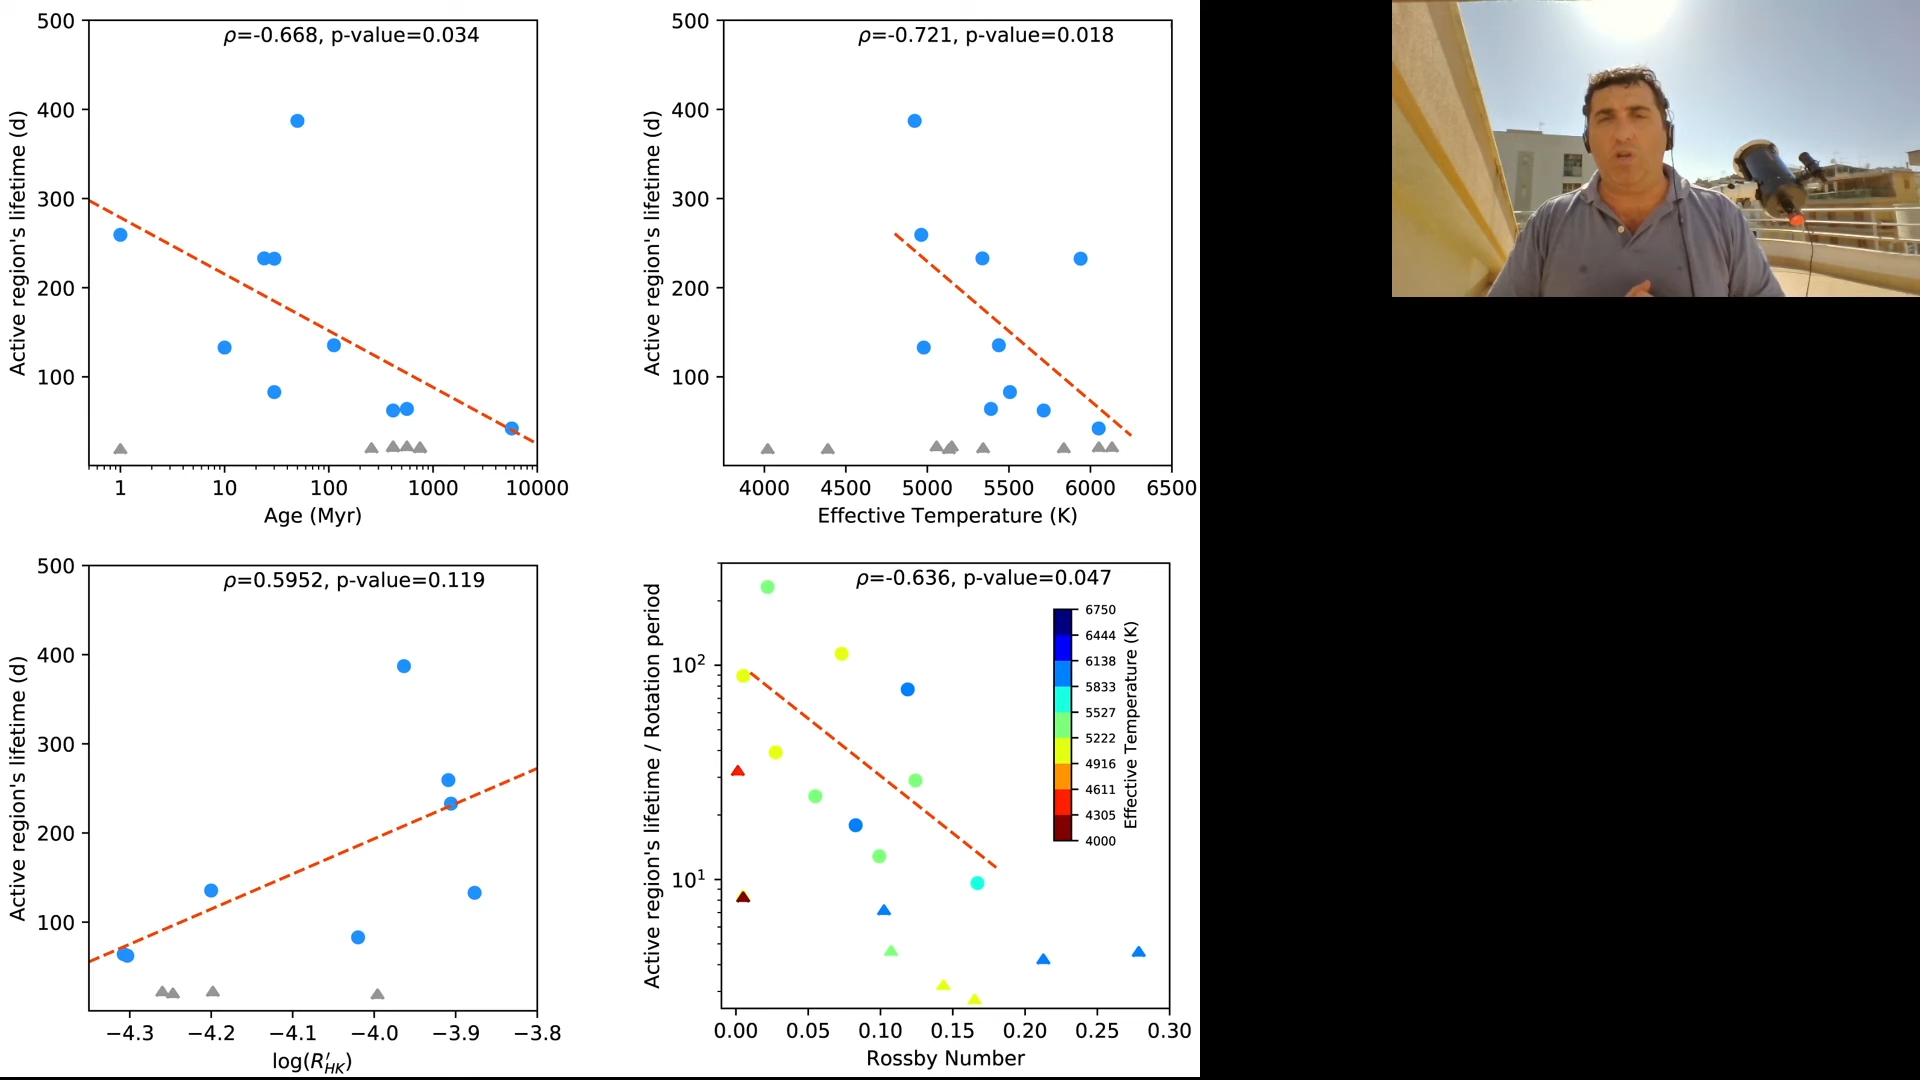 ρ=-0.668, p-value=0.034
500
400
300
200
100
Active region's lifetime (d)
1 10 100 1000 10000
Age (Myr)
ρ=-0.721, p-value=0.018
500
400
300
200
100
Active region's lifetime (d)
4000 4500 5000 5500 6000 6500
Effective Temperature (K)
ρ=0.5952, p-value=0.119
500
400
300
200
100
Active region's lifetime (d)
−4.3 −4.2 −4.1 −4.0 −3.9 −3.8
log(R′HK)
ρ=-0.636, p-value=0.047
10²
10¹
Active region's lifetime / Rotation period
6750
6444
6138
5833
5527
5222
4916
4611
4305
4000
Effective Temperature (K)
0.00 0.05 0.10 0.15 0.20 0.25 0.30
Rossby Number